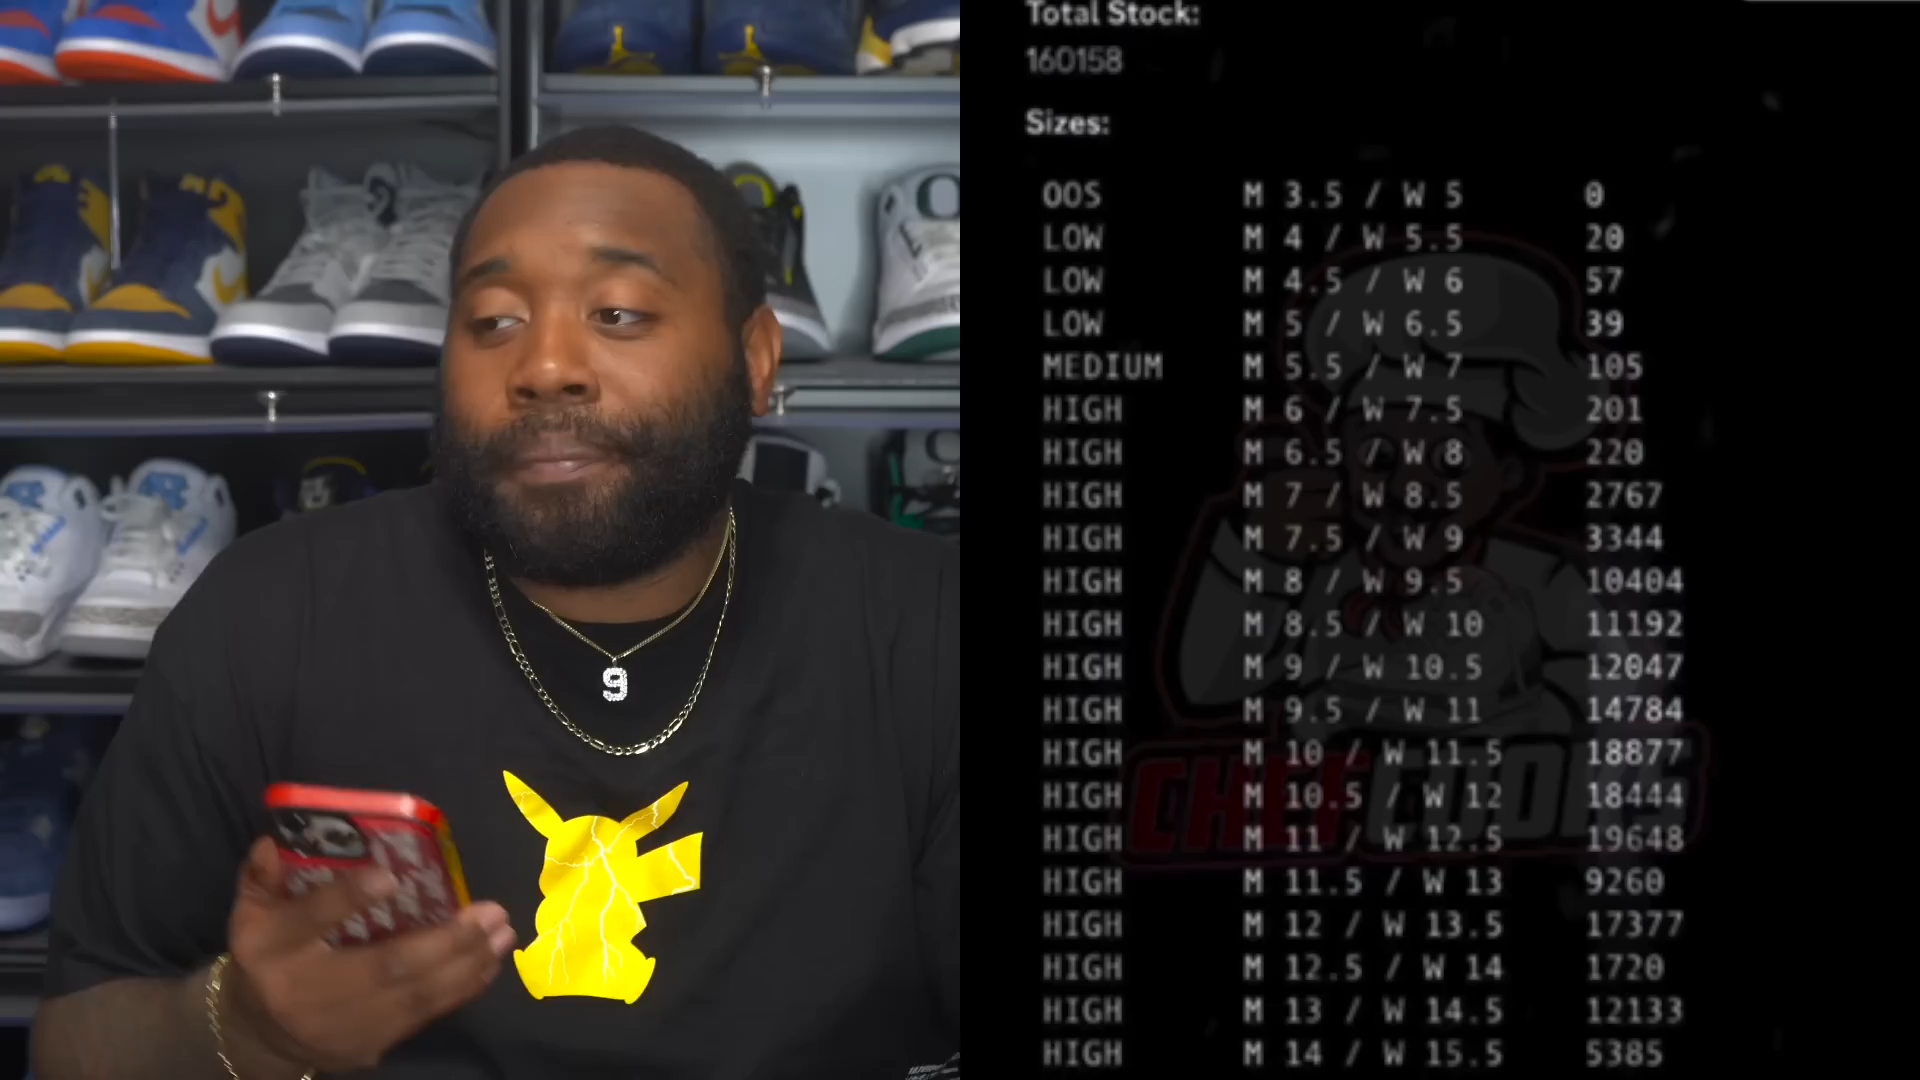 Total Stock:
160158
Sizes:
OOS M 3.5 / W 5 0
LOW M 4 / W 5.5 20
LOW M 4.5 / W 6 57
LOW M 5 / W 6.5 39
MEDIUM M 5.5 / W 7 105
HIGH M 6 / W 7.5 201
HIGH M 6.5 / W 8 220
HIGH M 7 / W 8.5 2767
HIGH M 7.5 / W 9 3344
HIGH M 8 / W 9.5 10404
HIGH M 8.5 / W 10 11192
HIGH M 9 / W 10.5 12047
HIGH M 9.5 / W 11 14784
HIGH M 10 / W 11.5 18877
HIGH M 10.5 / W 12 18444
HIGH M 11 / W 12.5 19648
HIGH M 11.5 / W 13 9260
HIGH M 12 / W 13.5 17377
HIGH M 12.5 / W 14 1720
HIGH M 13 / W 14.5 12133
HIGH M 14 / W 15.5 5385
9